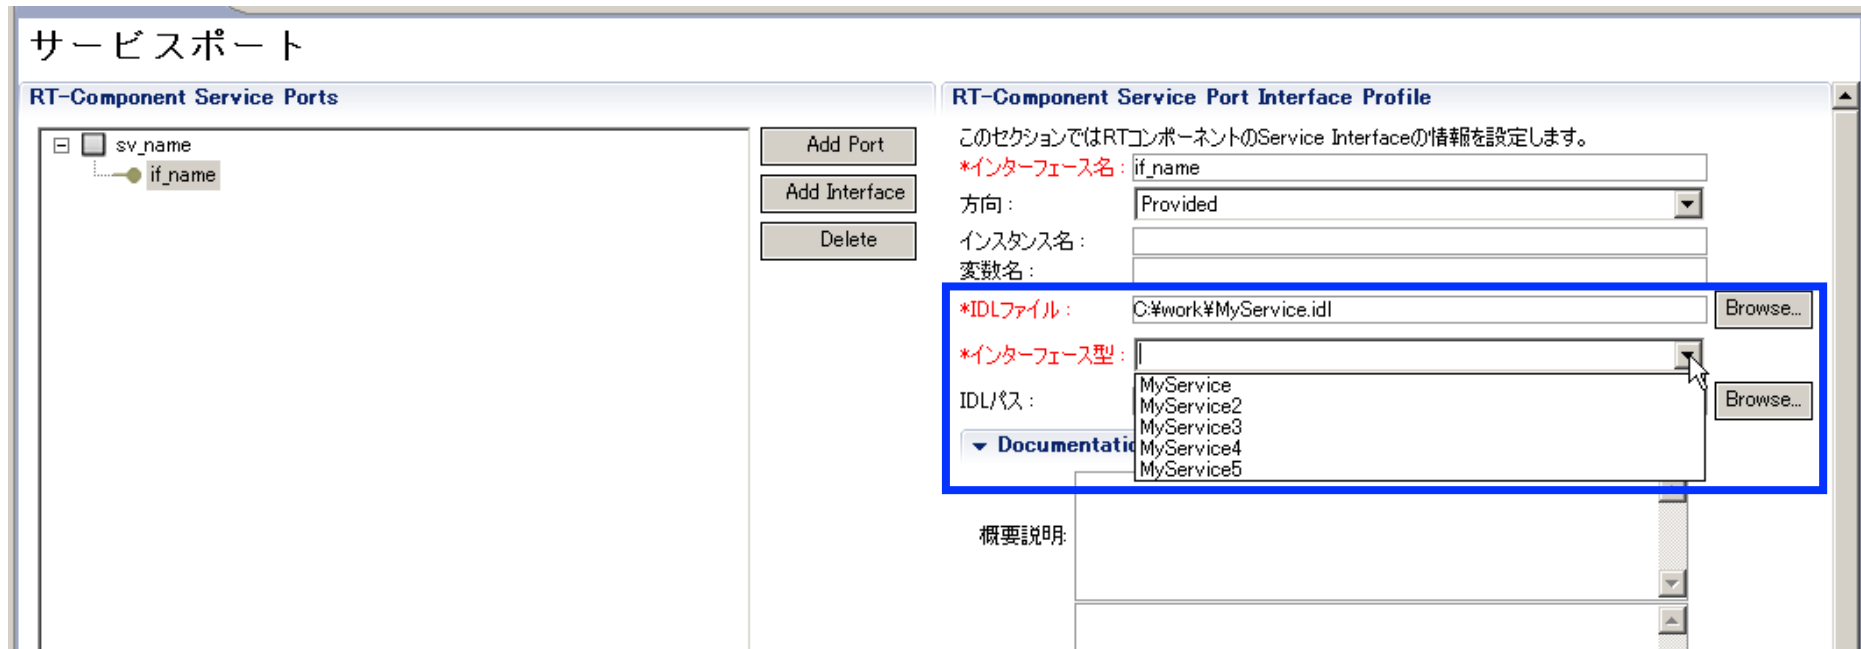 サービスポート
RT-Component Service Ports
sv_name
if_name
Add Port
Add Interface
Delete
RT-Component Service Port Interface Profile
このセクションではRTコンポーネントのService Interfaceの情報を設定します。
*インターフェース名：if_name
方向：Provided
インスタンス名：
変数名：
*IDLファイル：C:¥work¥MyService.idl Browse...
*インターフェース型：
MyService
IDLパス： Browse...
MyService2
MyService3
Documentatio
MyService4
MyService5
概要説明: